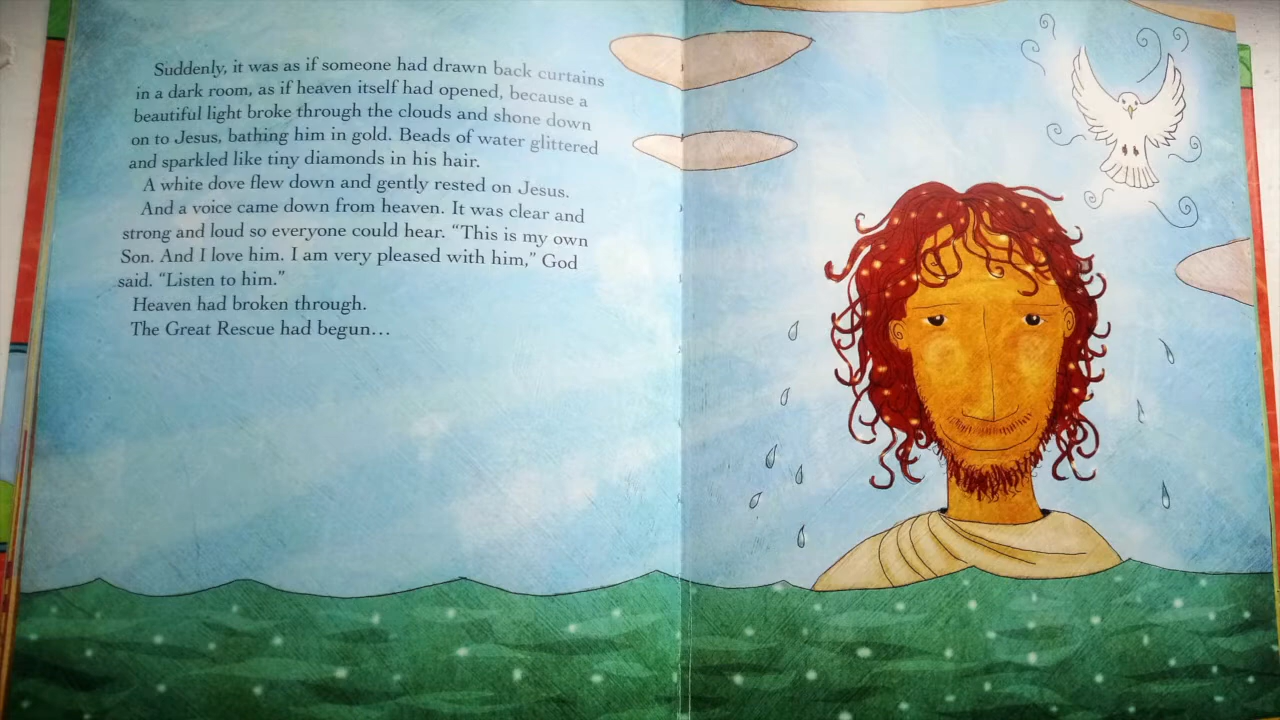 Suddenly, it was as if someone had drawn back curtains
in a dark room, as if heaven itself had opened, because a
beautiful light broke through the clouds and shone down
on to Jesus, bathing him in gold. Beads of water glittered
and sparkled like tiny diamonds in his hair.
A white dove flew down and gently rested on Jesus.
And a voice came down from heaven. It was clear and
strong and loud so everyone could hear. “This is my own
Son. And I love him. I am very pleased with him,” God
said. “Listen to him.”
Heaven had broken through.
The Great Rescue had begun…